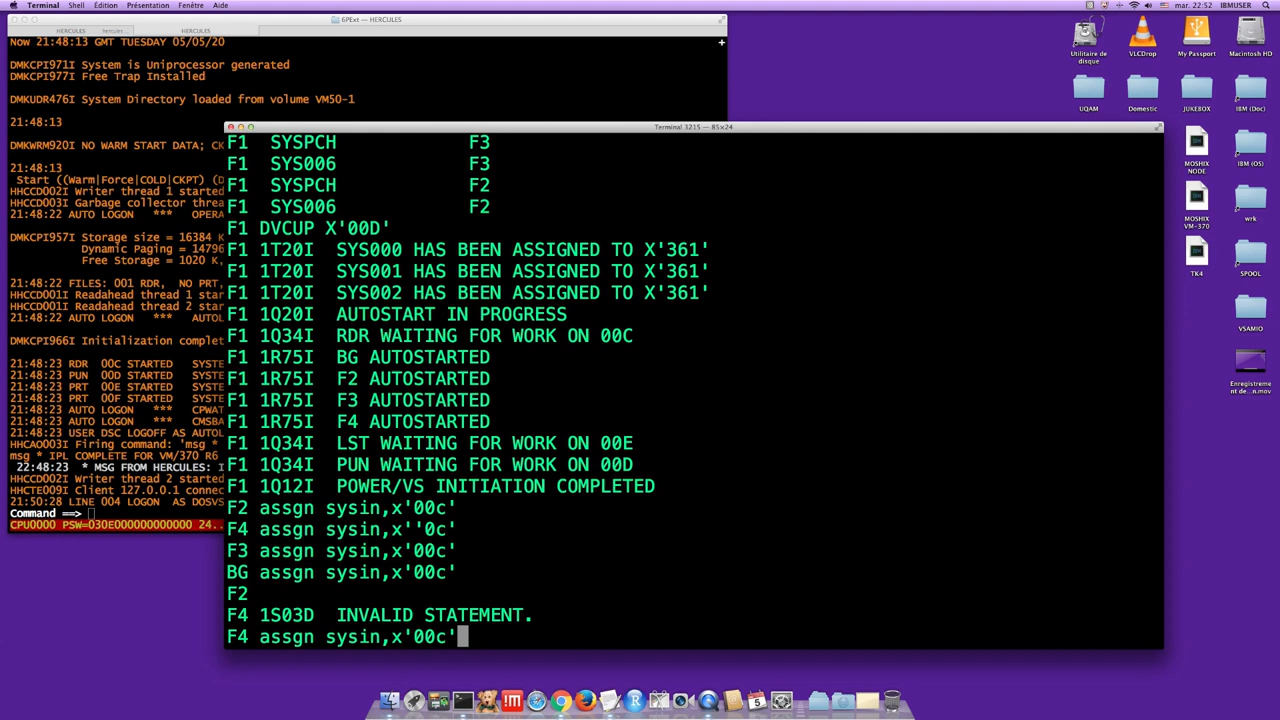 Terminal Shell Édition Présentation Fenêtre Aide
mar. 22:52 IBMUSER
6PExt — HERCULES
HERCULES hercules... HERCULES
Now 21:48:13 GMT TUESDAY 05/05/20
DMKCPI971I System is Uniprocessor generated
DMKCPI977I Free Trap Installed
DMKUDR476I System Directory loaded from volume VM50-1
21:48:13
DMKWRM920I NO WARM START DATA; CK
21:48:13
Start ((Warm|Force|COLD|CKPT) (D
HHCCD002I Writer thread 1 started
HHCCD003I Garbage collector threa
21:48:22 AUTO LOGON *** OPERA
DMKCPI957I Storage size = 16384 K
Dynamic Paging = 14796
Free Storage = 1020 K,
21:48:22 FILES: 001 RDR, NO PRT,
HHCCD001I Readahead thread 1 star
HHCCD001I Readahead thread 2 star
21:48:22 AUTO LOGON *** AUTOL
DMKCPI966I Initialization complet
21:48:23 RDR 00C STARTED SYSTE
21:48:23 PUN 00D STARTED SYSTE
21:48:23 PRT 00E STARTED SYSTE
21:48:23 PRT 00F STARTED SYSTE
21:48:23 AUTO LOGON *** CPWAT
21:48:23 AUTO LOGON *** CMSBA
21:48:23 USER DSC LOGOFF AS AUTOL
HHCAO003I Firing command: 'msg *
msg * IPL COMPLETE FOR VM/370 R6
22:48:23 * MSG FROM HERCULES: I
HHCCD002I Writer thread 2 started
HHCTE009I Client 127.0.0.1 connec
21:50:28 LINE 004 LOGON AS DOSVS
Command ==>
CPU0000 PSW=030E000000000000 24..
Terminal 3215 — 85×24
F1 SYSPCH F3
F1 SYS006 F3
F1 SYSPCH F2
F1 SYS006 F2
F1 DVCUP X'00D'
F1 1T20I SYS000 HAS BEEN ASSIGNED TO X'361'
F1 1T20I SYS001 HAS BEEN ASSIGNED TO X'361'
F1 1T20I SYS002 HAS BEEN ASSIGNED TO X'361'
F1 1Q20I AUTOSTART IN PROGRESS
F1 1Q34I RDR WAITING FOR WORK ON 00C
F1 1R75I BG AUTOSTARTED
F1 1R75I F2 AUTOSTARTED
F1 1R75I F3 AUTOSTARTED
F1 1R75I F4 AUTOSTARTED
F1 1Q34I LST WAITING FOR WORK ON 00E
F1 1Q34I PUN WAITING FOR WORK ON 00D
F1 1Q12I POWER/VS INITIATION COMPLETED
F2 assgn sysin,x'00c'
F4 assgn sysin,x''0c'
F3 assgn sysin,x'00c'
BG assgn sysin,x'00c'
F2
F4 1S03D INVALID STATEMENT.
F4 assgn sysin,x'00c'
Utilitaire de disque
VLCDrop
My Passport
Macintosh HD
UQAM
Domestic
JUKEBOX
IBM (Doc)
MOSHIX NODE
IBM (OS)
MOSHIX VM-370
wrk
TK4
SPOOL
VSAMIO
Enregistrement de...n.mov